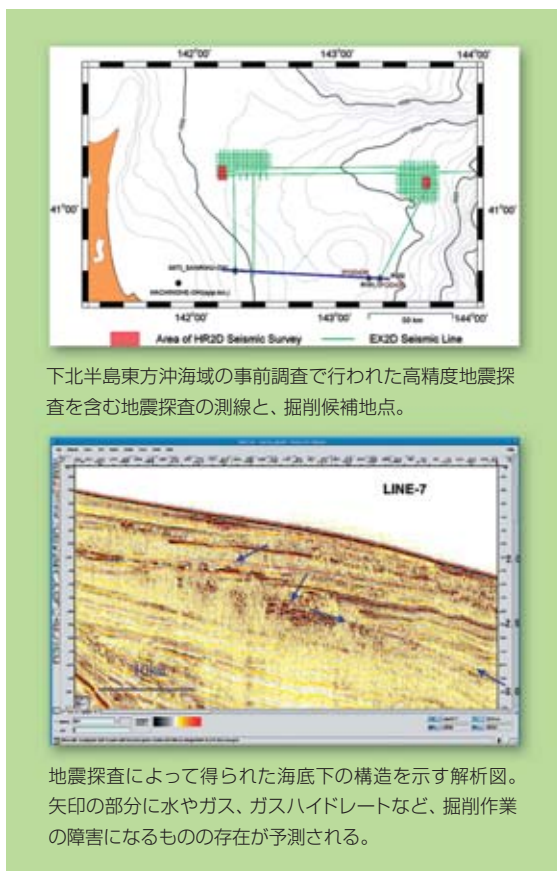 142°00' 143°00' 144°00'
41°00' 41°00'
142°00' 143°00' 144°00'
50 km
Area of HR2D Seismic Survey EX2D Seismic Line
下北半島東方沖海域の事前調査で行われた高精度地震探
査を含む地震探査の測線と、掘削候補地点。
LINE-7
10km
地震探査によって得られた海底下の構造を示す解析図。
矢印の部分に水やガス、ガスハイドレートなど、掘削作業
の障害になるものの存在が予測される。